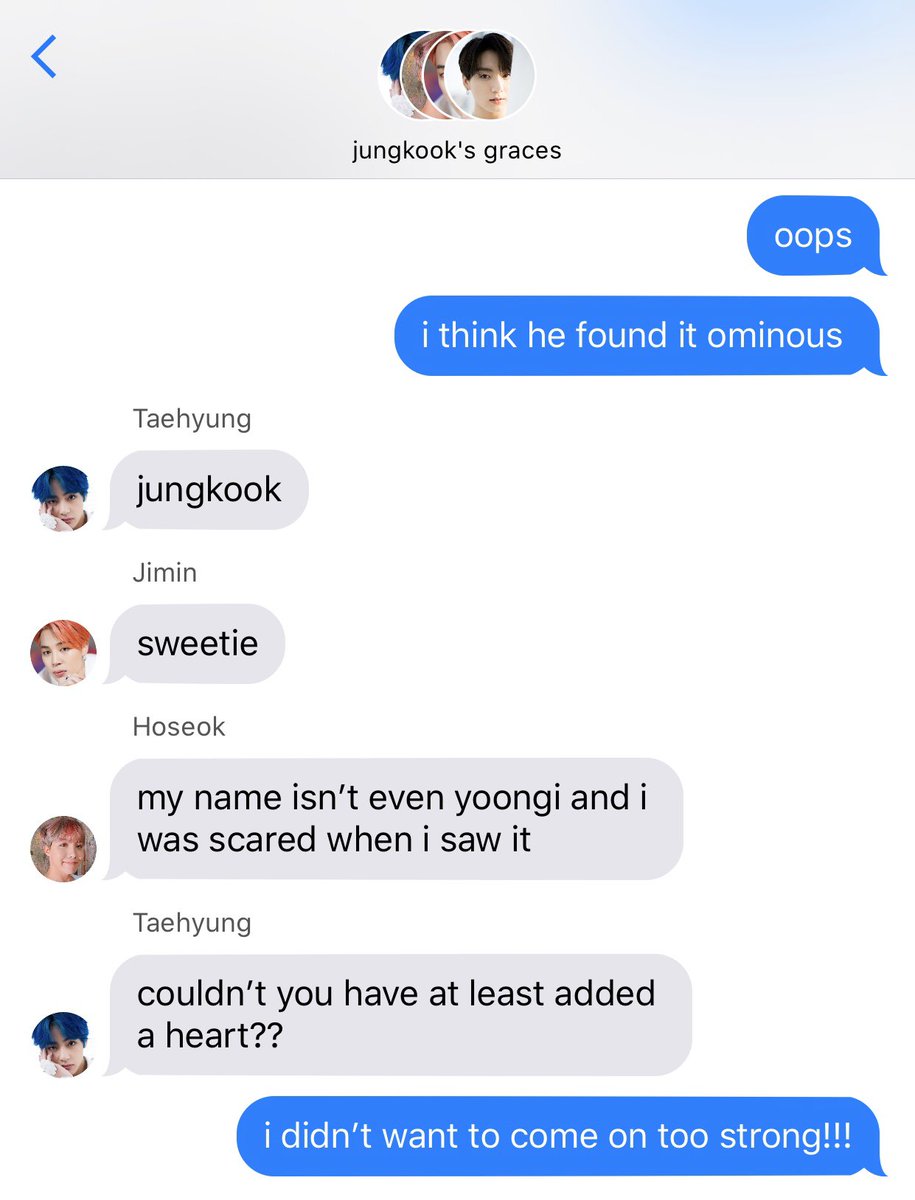 jungkook's graces
oops
i think he found it ominous
Taehyung
jungkook
Jimin
sweetie
Hoseok
my name isn’t even yoongi and i
was scared when i saw it
Taehyung
couldn’t you have at least added
a heart??
i didn’t want to come on too strong!!!